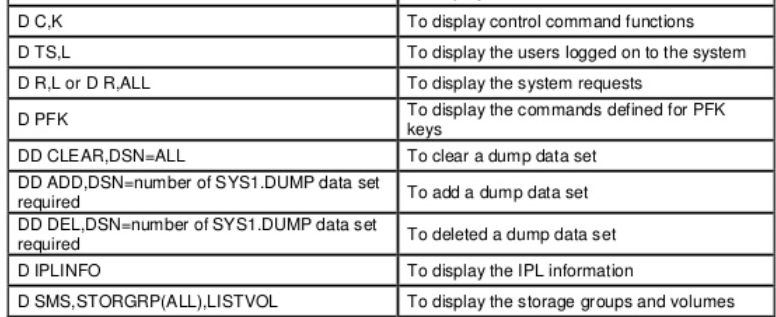 D C,K To display control command functions
D TS,L To display the users logged on to the system
D R,L or D R,ALL To display the system requests
D PFK To display the commands defined for PFK
keys
DD CLEAR,DSN=ALL To clear a dump data set
DD ADD,DSN=number of SYS1.DUMP data set
required To add a dump data set
DD DEL,DSN=number of SYS1.DUMP data set
required To deleted a dump data set
D IPLINFO To display the IPL information
D SMS,STORGRP(ALL),LISTVOL To display the storage groups and volumes